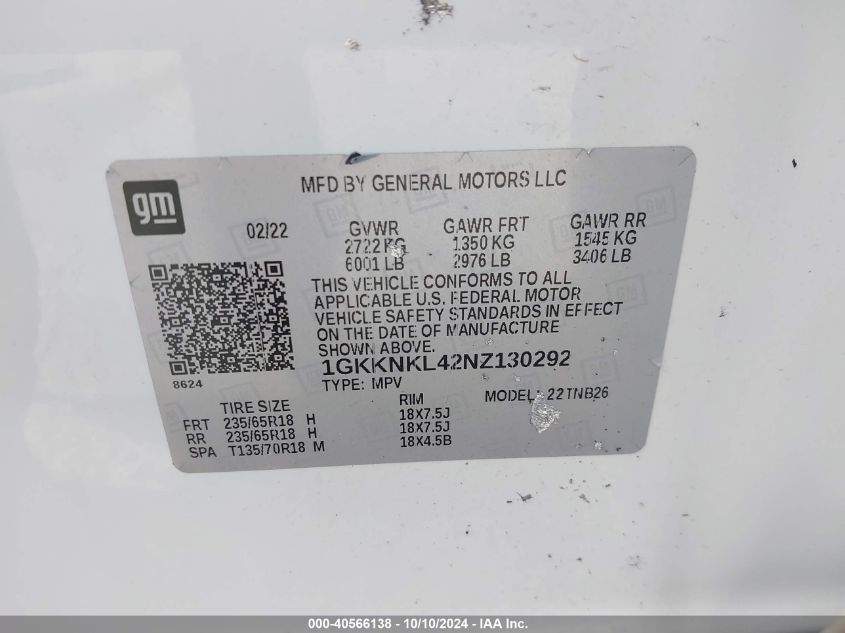 gm
MFD BY GENERAL MOTORS LLC
02/22 GVWR GAWR FRT GAWR RR
2722 KG 1350 KG 1545 KG
6001 LB 2976 LB 3406 LB
THIS VEHICLE CONFORMS TO ALL
APPLICABLE U.S. FEDERAL MOTOR
VEHICLE SAFETY STANDARDS IN EFFECT
ON THE DATE OF MANUFACTURE
SHOWN ABOVE.
8624
1GKKNKL42NZ130292
TYPE: MPV MODEL: 22TNB26
TIRE SIZE RIM
FRT 235/65R18 H 18X7.5J
RR 235/65R18 H 18X7.5J
SPA T135/70R18 M 18X4.5B
000-40566138 - 10/10/2024 - IAA Inc.